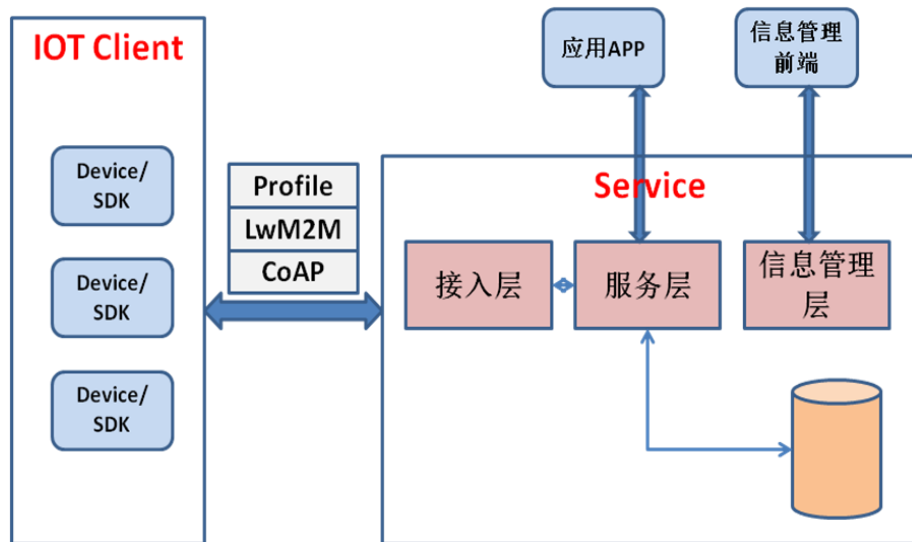 IOT Client
Device/
SDK
Device/
SDK
Device/
SDK
Profile
LwM2M
CoAP
应用APP
信息管理
前端
Service
接入层
服务层
信息管理
层